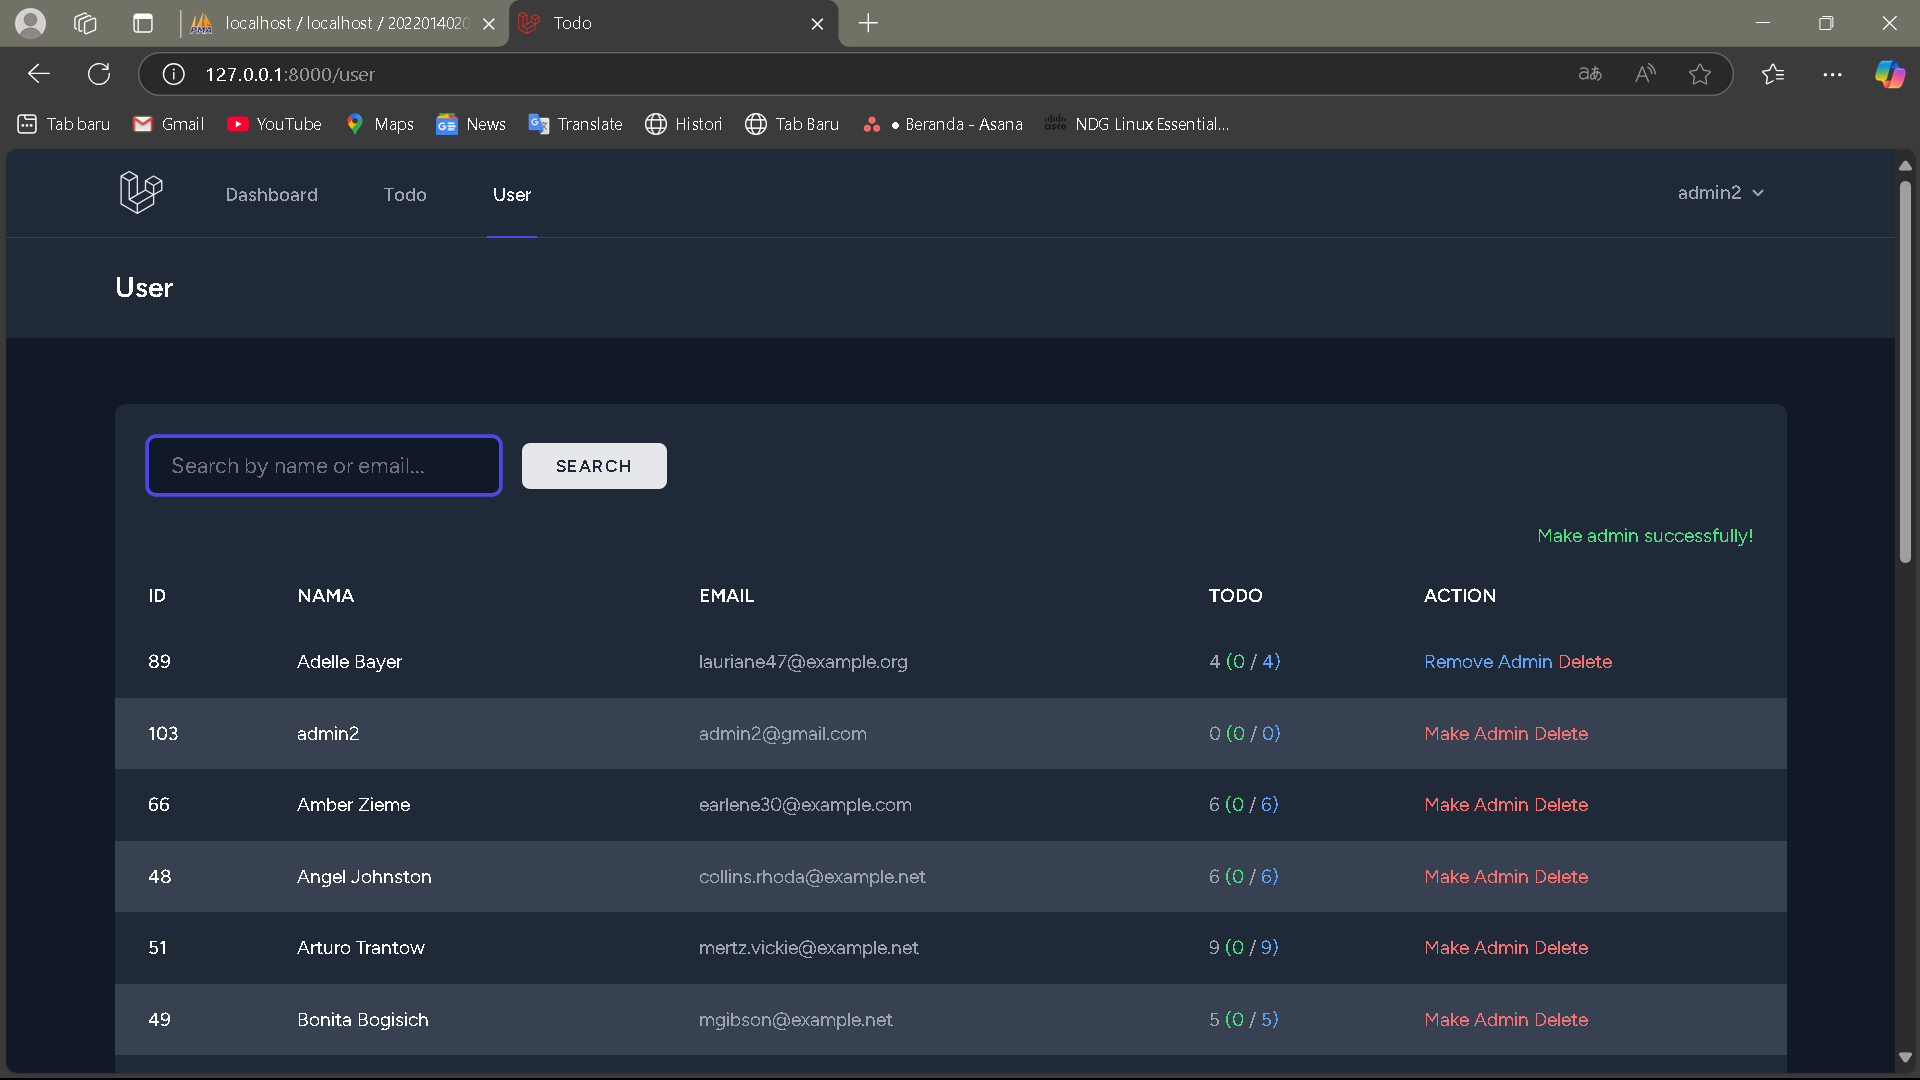 localhost / localhost / 2022014020
Todo
127.0.0.1:8000/user
Tab baru
Gmail
YouTube
Maps
News
Translate
Histori
Tab Baru
● Beranda - Asana
NDG Linux Essential...
Dashboard
Todo
User
admin2
User
Search by name or email...
SEARCH
Make admin successfully!
ID NAMA EMAIL TODO ACTION
89 Adelle Bayer lauriane47@example.org 4 (0 / 4) Remove Admin Delete
103 admin2 admin2@gmail.com 0 (0 / 0) Make Admin Delete
66 Amber Zieme earlene30@example.com 6 (0 / 6) Make Admin Delete
48 Angel Johnston collins.rhoda@example.net 6 (0 / 6) Make Admin Delete
51 Arturo Trantow mertz.vickie@example.net 9 (0 / 9) Make Admin Delete
49 Bonita Bogisich mgibson@example.net 5 (0 / 5) Make Admin Delete